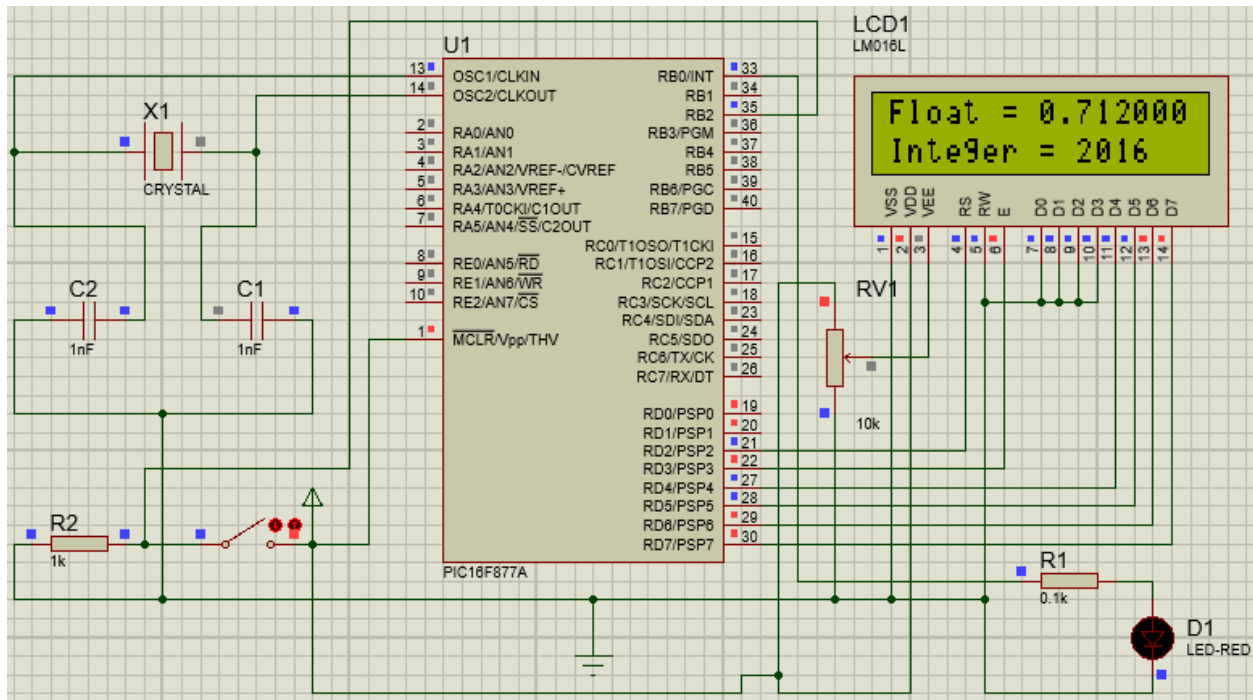 U1
13
OSC1/CLKIN
14
OSC2/CLKOUT
2
RA0/AN0
3
RA1/AN1
4
RA2/AN2/VREF-/CVREF
5
RA3/AN3/VREF+
6
RA4/T0CKI/C1OUT
7
RA5/AN4/SS/C2OUT
8
RE0/AN5/RD
9
RE1/AN6/WR
10
RE2/AN7/CS
1
MCLR/Vpp/THV
RB0/INT
33
RB1
34
RB2
35
RB3/PGM
36
RB4
37
RB5
38
RB6/PGC
39
RB7/PGD
40
RC0/T1OSO/T1CKI
15
RC1/T1OSI/CCP2
16
RC2/CCP1
17
RC3/SCK/SCL
18
RC4/SDI/SDA
23
RC5/SDO
24
RC6/TX/CK
25
RC7/RX/DT
26
RD0/PSP0
19
RD1/PSP1
20
RD2/PSP2
21
RD3/PSP3
22
RD4/PSP4
27
RD5/PSP5
28
RD6/PSP6
29
RD7/PSP7
30
PIC16F877A
X1
CRYSTAL
C2
1nF
C1
1nF
R2
1k
LCD1
LM016L
Float = 0.712000
Integer = 2016
VSS
VDD
VEE
RS
RW
E
D0
D1
D2
D3
D4
D5
D6
D7
1
2
3
4
5
6
7
8
9
10
11
12
13
14
RV1
10k
R1
0.1k
D1
LED-RED